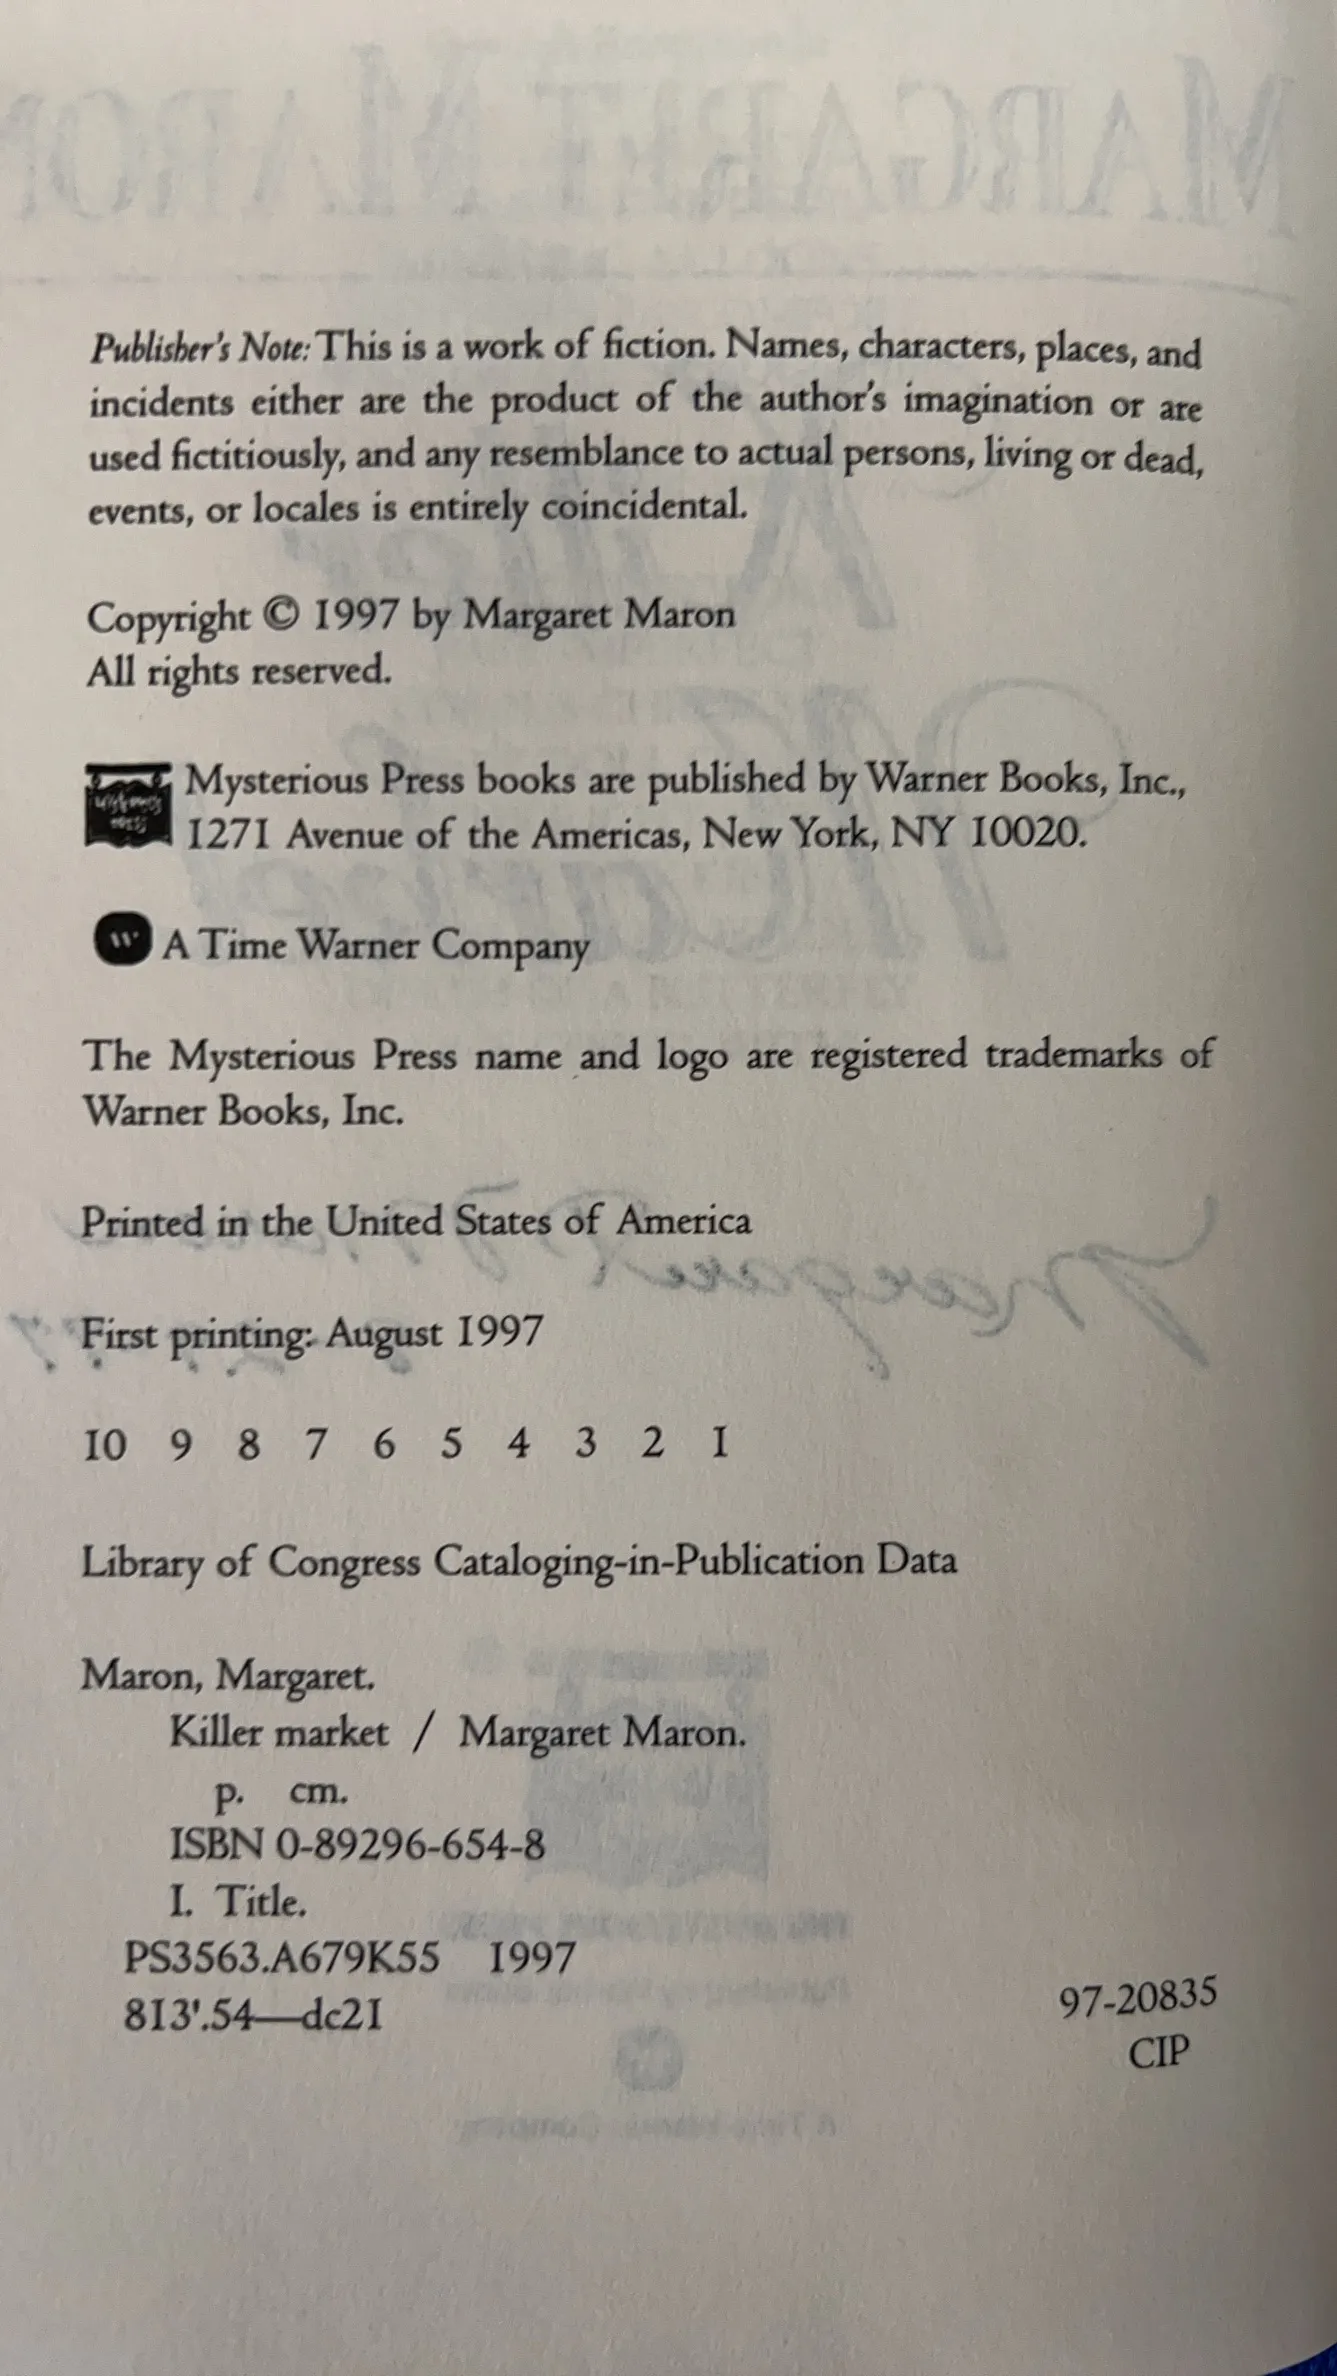 MARGARET MARON
Publisher's Note: This is a work of fiction. Names, characters, places, and
incidents either are the product of the author's imagination or are
used fictitiously, and any resemblance to actual persons, living or dead,
events, or locales is entirely coincidental.
Copyright © 1997 by Margaret Maron
All rights reserved.
Mysterious Press books are published by Warner Books, Inc.,
1271 Avenue of the Americas, New York, NY 10020.
W A Time Warner Company
The Mysterious Press name and logo are registered trademarks of
Warner Books, Inc.
Printed in the United States of America
First printing: August 1997
10 9 8 7 6 5 4 3 2 1
Library of Congress Cataloging-in-Publication Data
Maron, Margaret.
Killer market / Margaret Maron.
p. cm.
ISBN 0-89296-654-8
I. Title.
PS3563.A679K55 1997
813'.54—dc21
97-20835
CIP